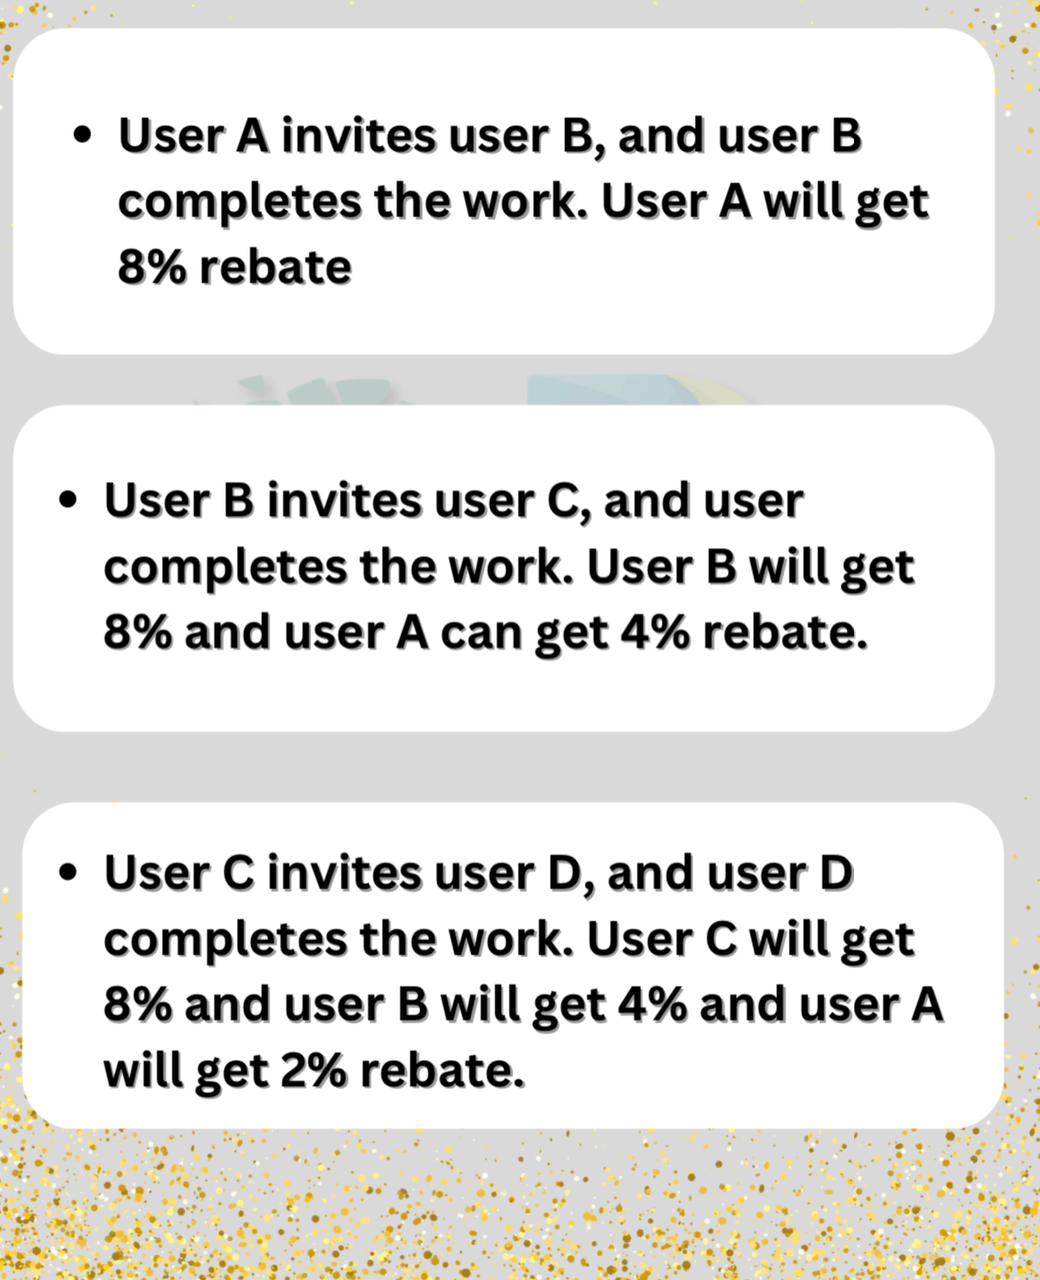 • User A invites user B, and user B
completes the work. User A will get
8% rebate
• User B invites user C, and user
completes the work. User B will get
8% and user A can get 4% rebate.
• User C invites user D, and user D
completes the work. User C will get
8% and user B will get 4% and user A
will get 2% rebate.